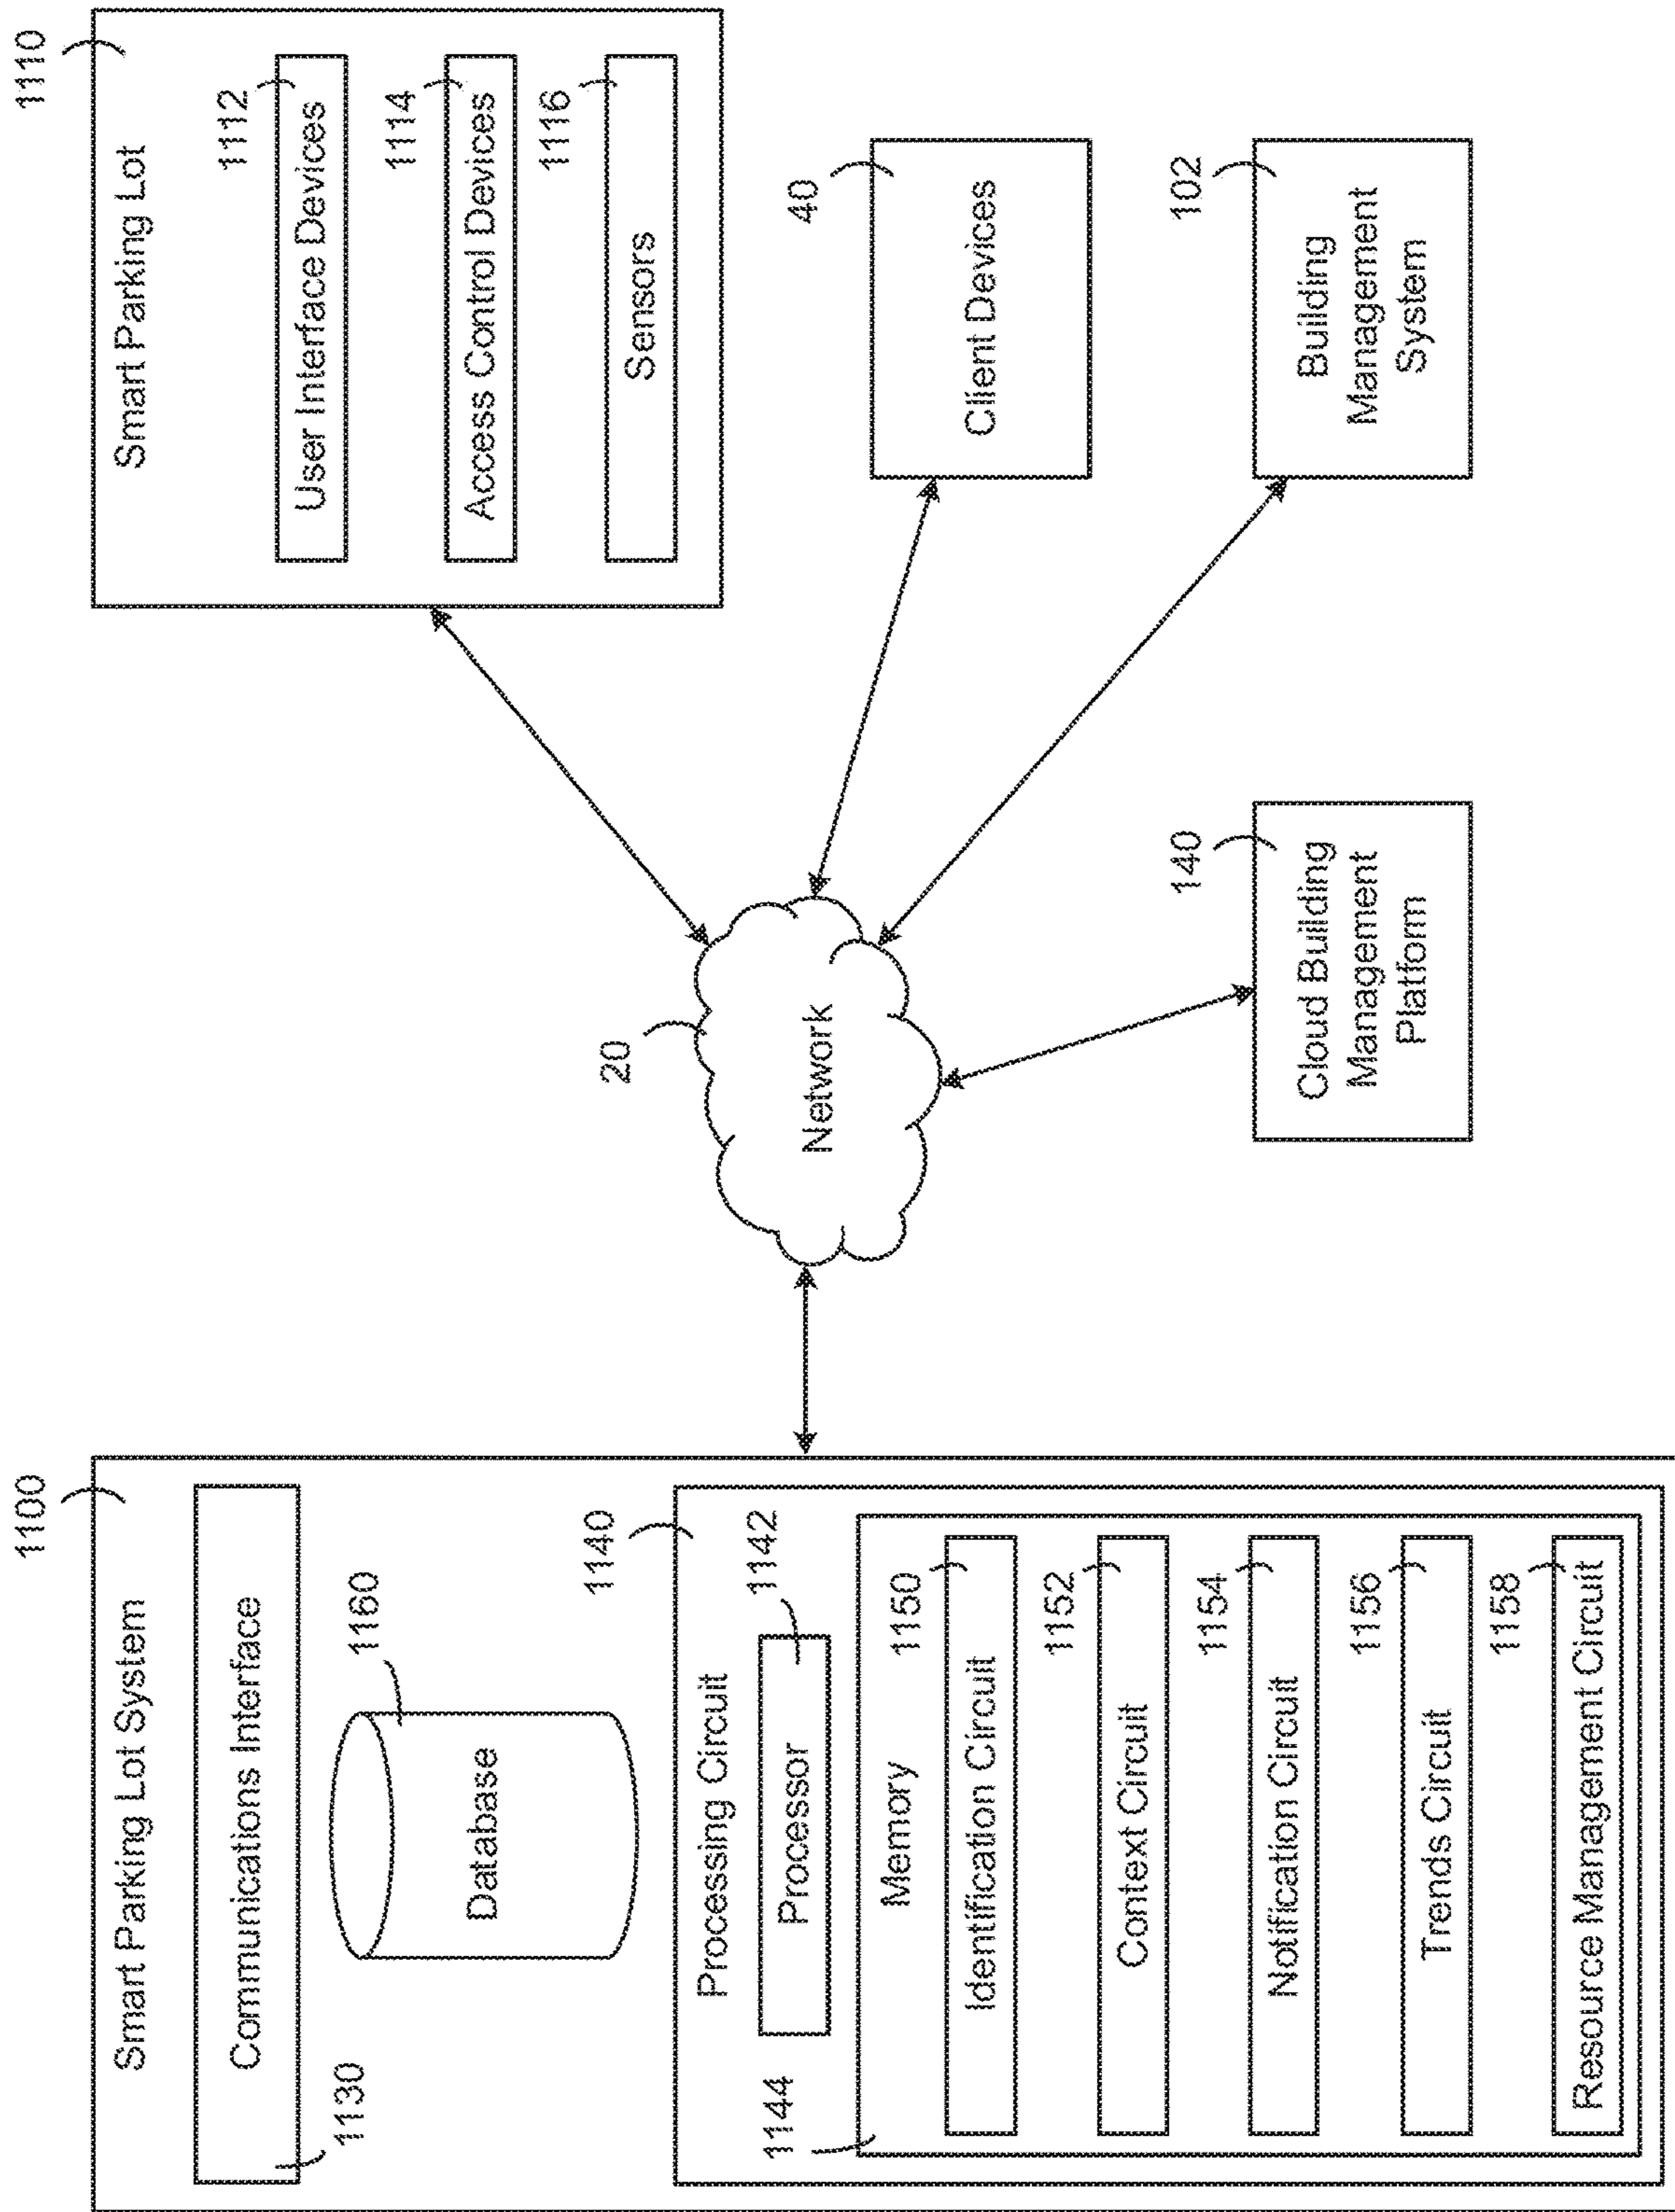 1100
Smart Parking Lot System
Communications Interface
1130
1160
Database
1140
Processing Circuit
1142
Processor
1144
Memory
1150
Identification Circuit
1152
Context Circuit
1154
Notification Circuit
1156
Trends Circuit
1158
Resource Management Circuit
20
Network
140
Cloud Building
Management
Platform
1110
Smart Parking Lot
1112
User Interface Devices
1114
Access Control Devices
1116
Sensors
40
Client Devices
102
Building
Management
System